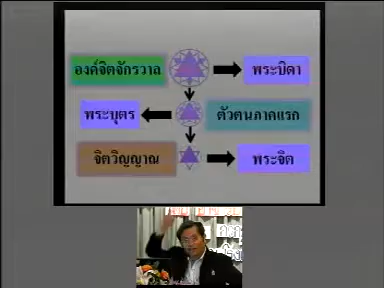 องค์จิตจักรวาล
พระบิดา
พระบุตร
ตัวตนภาคแรก
จิตวิญญาณ
พระจิต